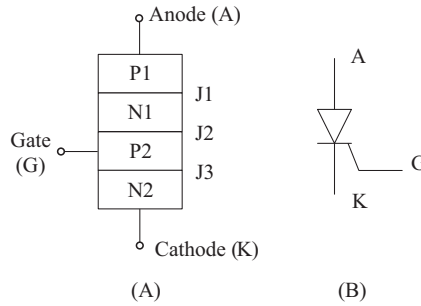 Anode (A)
P1
J1
N1
J2
Gate
(G)
P2
J3
N2
Cathode (K)
(A)
A
G
K
(B)